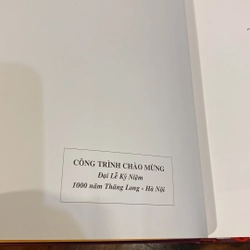 CÔNG TRÌNH CHÀO MỪNG
Đại Lễ Kỷ Niệm
1000 năm Thăng Long - Hà Nội